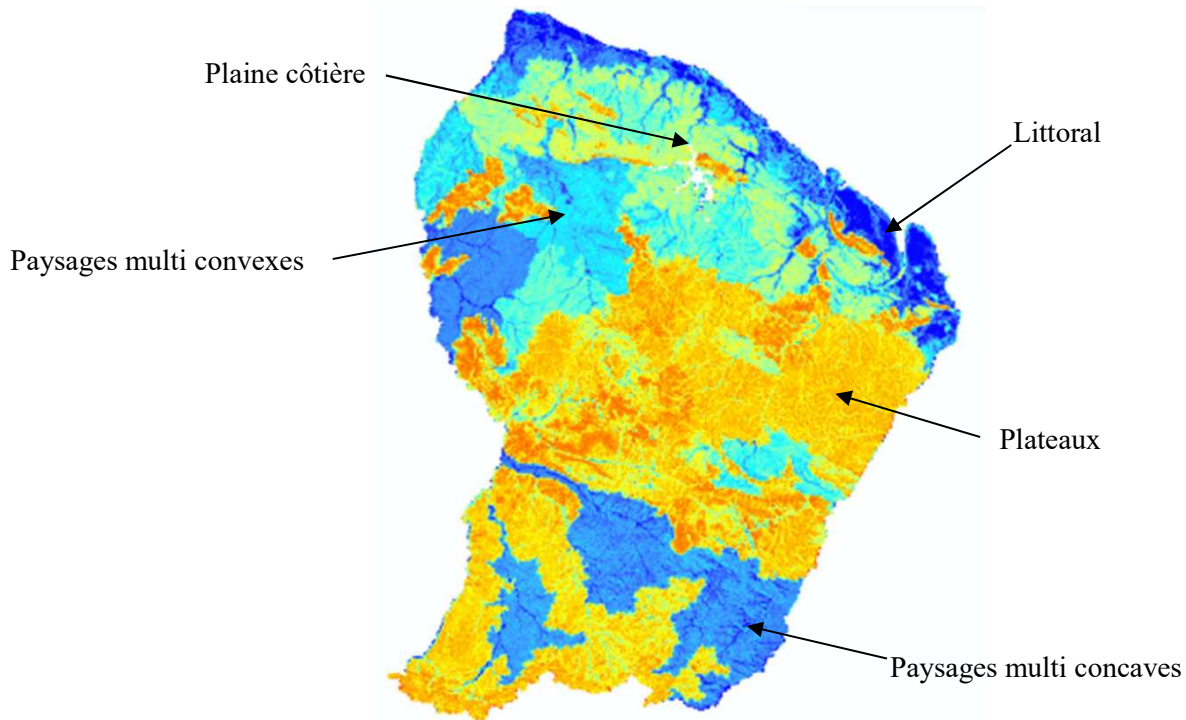 Plaine côtière
Littoral
Paysages multi convexes
Plateaux
Paysages multi concaves